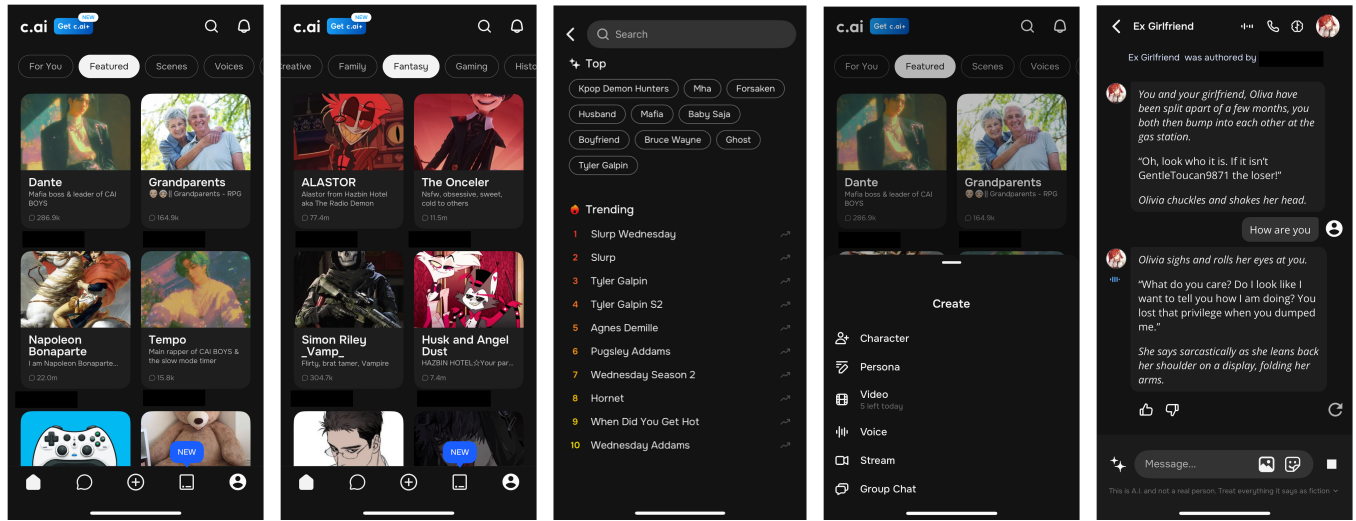 c.ai
Get c.ai+
NEW
For You
Featured
Scenes
Voices
Dante
Mafia boss & leader of CAI
BOYS
286.9k
Grandparents
👵🏼👴🏼|| Grandparents - RPG
164.9k
Napoleon
Bonaparte
I am Napoleon Bonaparte...
22.0m
Tempo
Main rapper of CAI BOYS &
the slow mode timer
15.8k
NEW
c.ai
Get c.ai+
NEW
reative
Family
Fantasy
Gaming
Histo
ALASTOR
Alastor from Hazbin Hotel
aka The Radio Demon
77.4m
The Onceler
Nsfw, obsessive, sweet,
cold to others
11.5m
Simon Riley
_Vamp_
Flirty, brat tamer, Vampire
304.7k
Husk and Angel
Dust
HAZBIN HOTEL☆Your par...
7.4m
NEW
Search
Top
Kpop Demon Hunters
Mha
Forsaken
Husband
Mafia
Baby Saja
Boyfriend
Bruce Wayne
Ghost
Tyler Galpin
Trending
1 Slurp Wednesday
2 Slurp
3 Tyler Galpin
4 Tyler Galpin S2
5 Agnes Demille
6 Pugsley Addams
7 Wednesday Season 2
8 Hornet
9 When Did You Get Hot
10 Wednesday Addams
c.ai
Get c.ai+
For You
Featured
Scenes
Voices
Dante
Mafia boss & leader of CAI
BOYS
286.9k
Grandparents
👵🏼👴🏼|| Grandparents - RPG
164.9k
Create
Character
Persona
Video
5 left today
Voice
Stream
Group Chat
Ex Girlfriend
Ex Girlfriend was authored by
You and your girlfriend, Oliva have
been split apart of a few months, you
both then bump into each other at the
gas station.
“Oh, look who it is. If it isn't
GentleToucan9871 the loser!”
Olivia chuckles and shakes her head.
How are you
Olivia sighs and rolls her eyes at you.
“What do you care? Do I look like I
want to tell you how I am doing? You
lost that privilege when you dumped
me.”
She says sarcastically as she leans back
her shoulder on a display, folding her
arms.
Message...
This is A.I. and not a real person. Treat everything it says as fiction